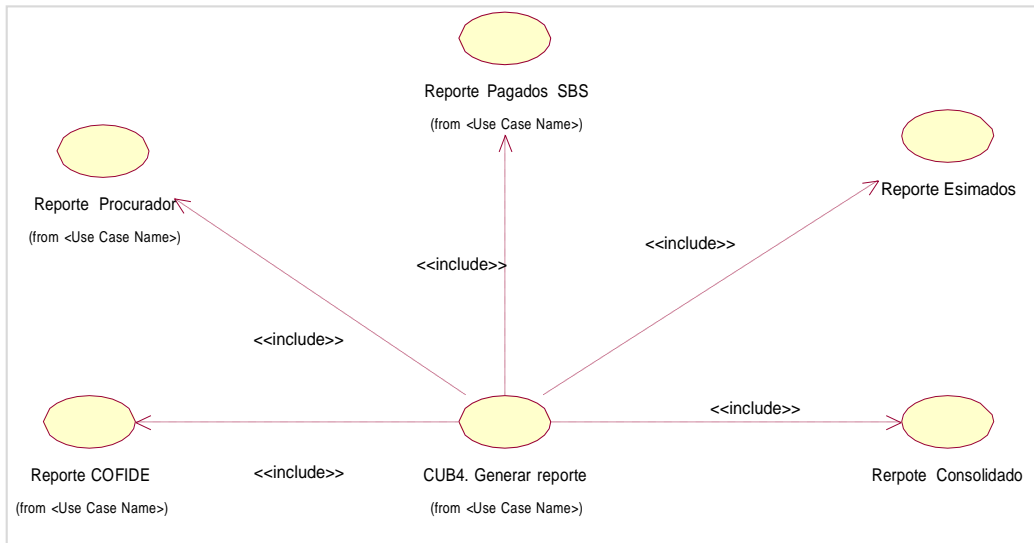 Reporte Pagados SBS
(from <Use Case Name>)
Reporte Procurador
(from <Use Case Name>)
Reporte Esimados
<<include>>
<<include>>
<<include>>
<<include>>
<<include>>
Reporte COFIDE
(from <Use Case Name>)
CUB4. Generar reporte
(from <Use Case Name>)
Rerpote Consolidado